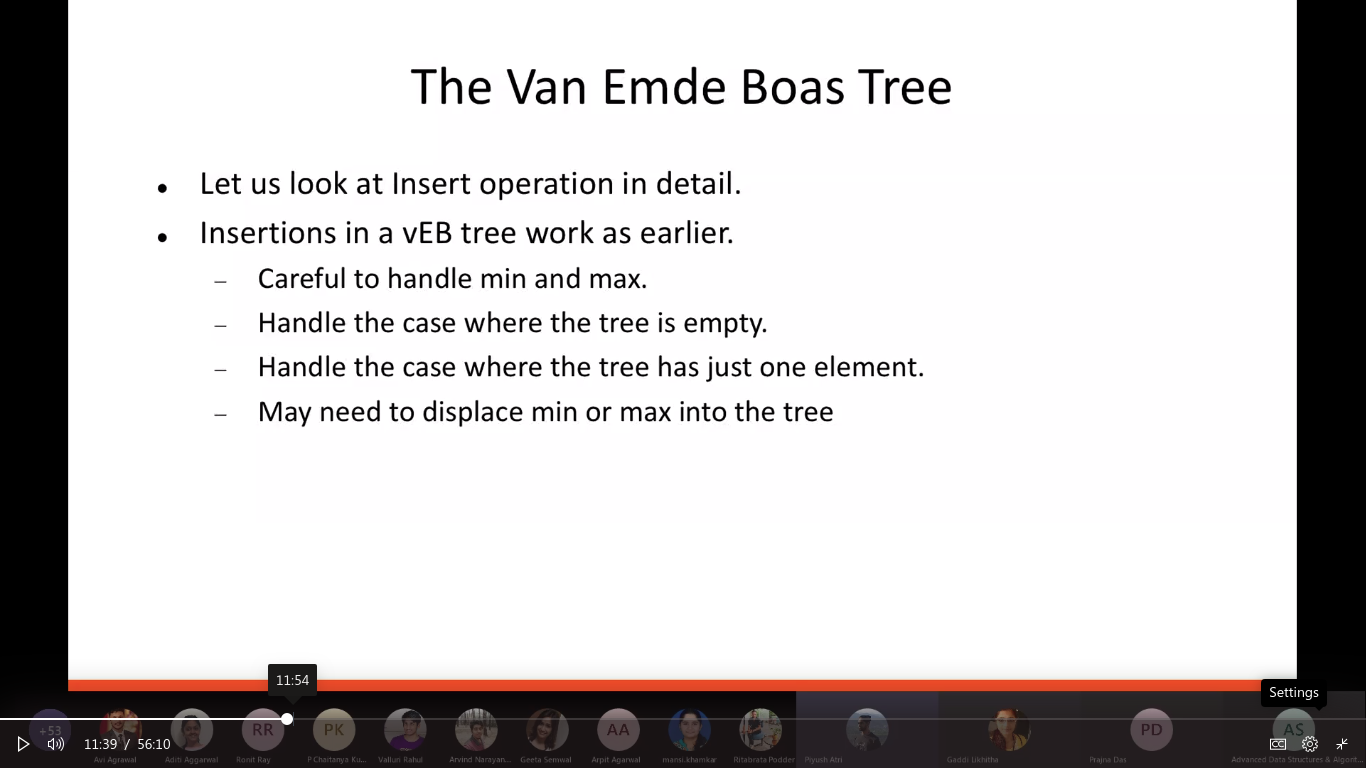 The Van Emde Boas Tree
● Let us look at Insert operation in detail.
● Insertions in a vEB tree work as earlier.
– Careful to handle min and max.
– Handle the case where the tree is empty.
– Handle the case where the tree has just one element.
– May need to displace min or max into the tree
11:54
Settings
+53
RR
PK
AA
PD
AS
11:39 / 56:10
CC
Avi Agrawal
Aditi Aggarwal
Ronit Ray
P Chaitanya Ku...
Valluri Rahul
Arvind Narayan...
Geeta Semwal
Arpit Agarwal
mansi.khamkar
Ritabrata Podder
Piyush Atri
Gaddi Likhitha
Prajna Das
Advanced Data Structures & Algorit...